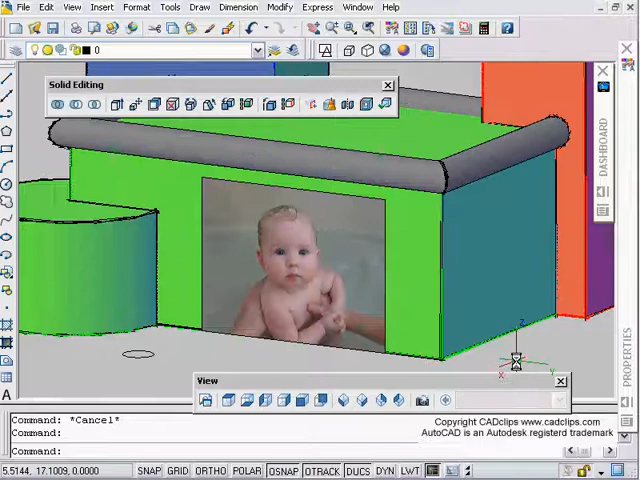 File Edit View Insert Format Tools Draw Dimension Modify Express Window Help
0
Solid Editing
DASHBOARD
Z
X
Y
View
PROPERTIES
Command: *Cancel*
Command:
Command:
Copyright CADclips www.cadclips.com
AutoCAD is an Autodesk registerd trademark
5.5144, 17.1009, 0.0000 SNAP GRID ORTHO POLAR OSNAP OTRACK DUCS DYN LWT